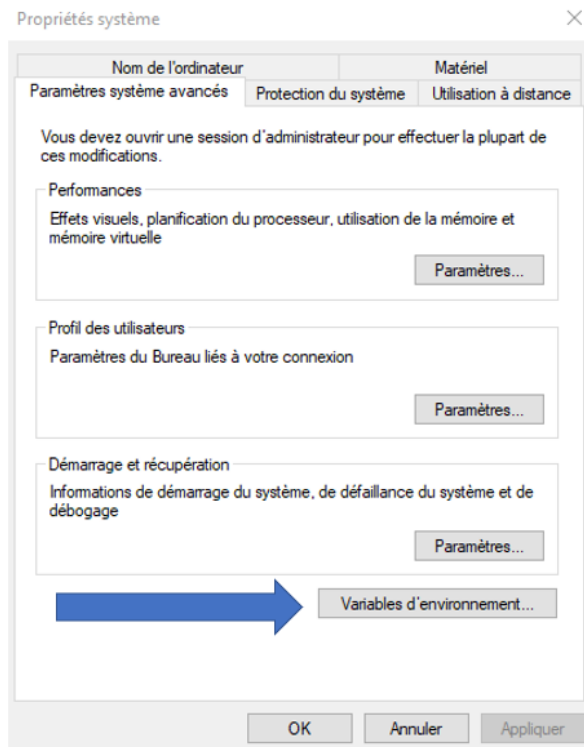 Propriétés système
Nom de l'ordinateur
Matériel
Paramètres système avancés
Protection du système
Utilisation à distance
Vous devez ouvrir une session d'administrateur pour effectuer la plupart de
ces modifications.
Performances
Effets visuels, planification du processeur, utilisation de la mémoire et
mémoire virtuelle
Paramètres...
Profil des utilisateurs
Paramètres du Bureau liés à votre connexion
Paramètres...
Démarrage et récupération
Informations de démarrage du système, de défaillance du système et de
débogage
Paramètres...
Variables d'environnement...
OK
Annuler
Appliquer